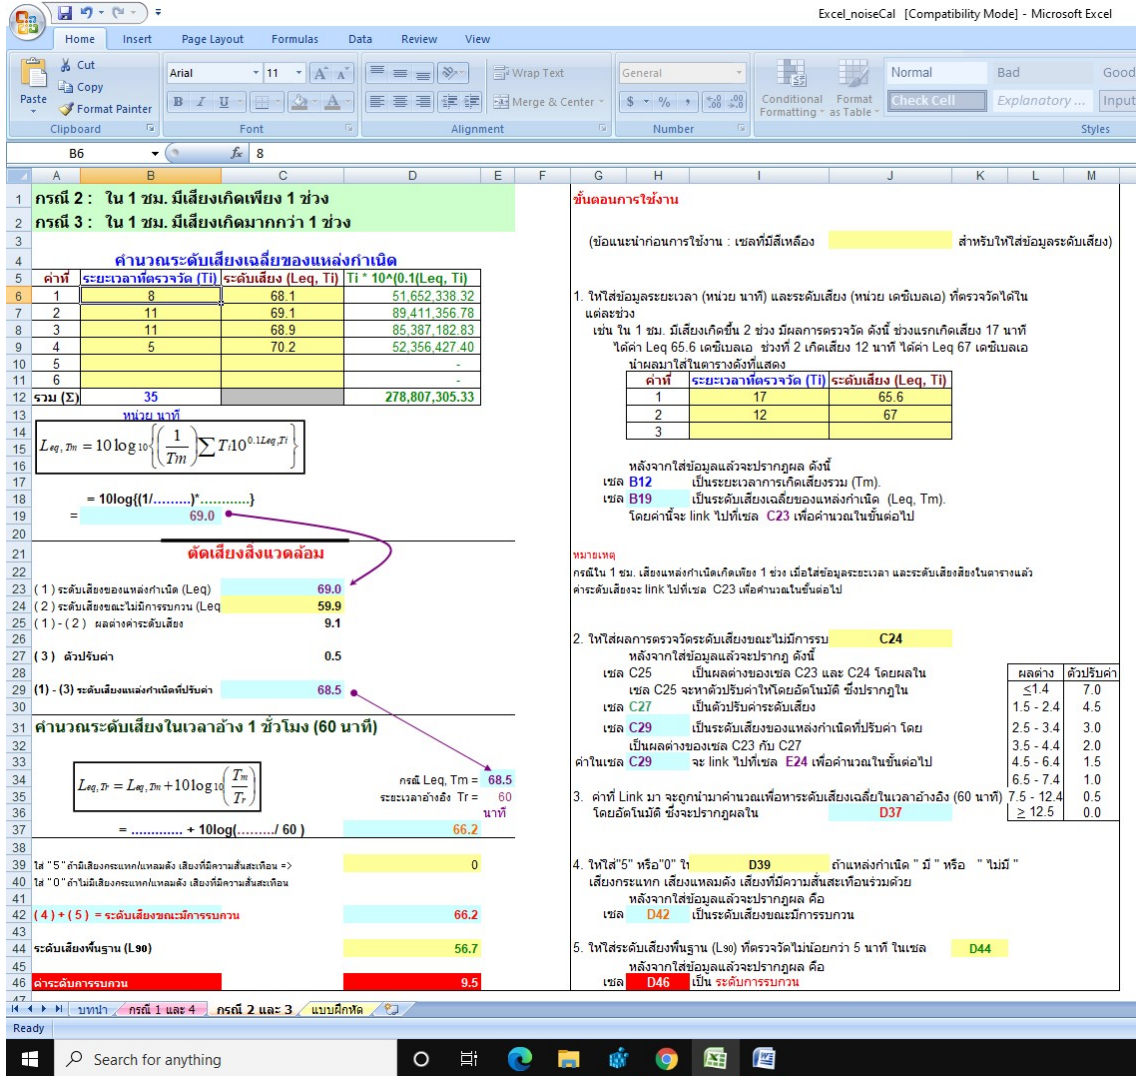 Excel_noiseCal [Compatibility Mode] - Microsoft Excel
Home Insert Page Layout Formulas Data Review View
Cut
Copy
Format Painter
Paste
Clipboard
Arial 11
B I U
Font
Wrap Text
Merge & Center
Alignment
General
$ % ,
Number
Conditional Formatting
Format as Table
Normal Bad Good
Check Cell Explanatory ... Input
Styles
B6 fx 8
A B C D E F G H I J K L M
1 กรณี 2 : ใน 1 ชม. มีเสียงเกิดเพียง 1 ช่วง
2 กรณี 3 : ใน 1 ชม. มีเสียงเกิดมากกว่า 1 ช่วง
3
4 คำนวณระดับเสียงเฉลี่ยของแหล่งกำเนิด
5 ค่าที่ ระยะเวลาที่ตรวจวัด (Ti) ระดับเสียง (Leq, Ti) Ti * 10^(0.1(Leq, Ti)
6 1 8 68.1 51,652,338.32
7 2 11 69.1 89,411,356.78
8 3 11 68.9 85,387,182.83
9 4 5 70.2 52,356,427.40
10 5 -
11 6 -
12 รวม (Σ) 35 278,807,305.33
13 หน่วย นาที
14
15 Leq, Tm = 10 log10{(1/Tm) ∑ Ti10^0.1Leq,Ti}
16
17
18 = 10log{(1/.........)*............}
19 = 69.0
20
21 ตัดเสียงสิ่งแวดล้อม
22
23 ( 1 ) ระดับเสียงของแหล่งกำเนิด (Leq) 69.0
24 ( 2 ) ระดับเสียงขณะไม่มีการรบกวน (Leq 59.9
25 ( 1 ) - ( 2 ) ผลต่างค่าระดับเสียง 9.1
26
27 ( 3 ) ตัวปรับค่า 0.5
28
29 (1) - (3) ระดับเสียงแหล่งกำเนิดที่ปรับค่า 68.5
30
31 คำนวณระดับเสียงในเวลาอ้าง 1 ชั่วโมง (60 นาที)
32
33
34 Leq, Tr = Leq, Tm + 10 log10(Tm/Tr) กรณี Leq, Tm = 68.5
35 ระยะเวลาอ้างอิง Tr = 60
36 นาที
37 = ............. + 10log(........./ 60 ) 66.2
38
39 ใส่ "5" ถ้ามีเสียงกระแทก/แหลมดัง เสียงที่มีความสั่นสะเทือน => 0
40 ใส่ "0" ถ้าไม่มีเสียงกระแทก/แหลมดัง เสียงที่มีความสั่นสะเทือน
41
42 ( 4 ) + ( 5 ) = ระดับเสียงขณะมีการรบกวน 66.2
43
44 ระดับเสียงพื้นฐาน (L90) 56.7
45
46 ค่าระดับการรบกวน 9.5
47
ขั้นตอนการใช้งาน
(ข้อแนะนำก่อนการใช้งาน : เซลที่มีสีเหลือง สำหรับให้ใส่ข้อมูลระดับเสียง)
1. ให้ใส่ข้อมูลระยะเวลา (หน่วย นาที) และระดับเสียง (หน่วย เดซิเบลเอ) ที่ตรวจวัดได้ใน
แต่ละช่วง
เช่น ใน 1 ชม. มีเสียงเกิดขึ้น 2 ช่วง มีผลการตรวจวัด ดังนี้ ช่วงแรกเกิดเสียง 17 นาที
ได้ค่า Leq 65.6 เดซิเบลเอ ช่วงที่ 2 เกิดเสียง 12 นาที ได้ค่า Leq 67 เดซิเบลเอ
นำผลมาใส่ในตารางดังที่แสดง
ค่าที่ ระยะเวลาที่ตรวจวัด (Ti) ระดับเสียง (Leq, Ti)
1 17 65.6
2 12 67
3
หลังจากใส่ข้อมูลแล้วจะปรากฏผล ดังนี้
เซล B12 เป็นระยะเวลาการเกิดเสียงรวม (Tm).
เซล B19 เป็นระดับเสียงเฉลี่ยของแหล่งกำเนิด (Leq, Tm).
โดยค่านี้จะ link ไปที่เซล C23 เพื่อคำนวณในขั้นต่อไป
หมายเหตุ
กรณีใน 1 ชม. เสียงแหล่งกำเนิดเกิดเพียง 1 ช่วง เมื่อใส่ข้อมูลระยะเวลา และระดับเสียงเสียงในตารางแล้ว
ค่าระดับเสียงจะ link ไปที่เซล C23 เพื่อคำนวณในขั้นต่อไป
2. ให้ใส่ผลการตรวจวัดระดับเสียงขณะไม่มีการรบ C24
หลังจากใส่ข้อมูลแล้วจะปรากฏ ดังนี้
เซล C25 เป็นผลต่างของเซล C23 และ C24 โดยผลใน
เซล C25 จะหาตัวปรับค่าให้โดยอัตโนมัติ ซึ่งปรากฏใน
เซล C27 เป็นตัวปรับค่าระดับเสียง
เซล C29 เป็นระดับเสียงของแหล่งกำเนิดที่ปรับค่า โดย
เป็นผลต่างของเซล C23 กับ C27
ค่าในเซล C29 จะ link ไปที่เซล E24 เพื่อคำนวณในขั้นต่อไป
ผลต่าง ตัวปรับค่า
≤1.4 7.0
1.5 - 2.4 4.5
2.5 - 3.4 3.0
3.5 - 4.4 2.0
4.5 - 6.4 1.5
6.5 - 7.4 1.0
7.5 - 12.4 0.5
≥ 12.5 0.0
3. ค่าที่ Link มา จะถูกนำมาคำนวณเพื่อหาระดับเสียงเฉลี่ยในเวลาอ้างอิง (60 นาที)
โดยอัตโนมัติ ซึ่งจะปรากฏผลใน D37
4. ให้ใส่"5" หรือ"0" ใ D39 ถ้าแหล่งกำเนิด " มี " หรือ "ไม่มี "
เสียงกระแทก เสียงแหลมดัง เสียงที่มีความสั่นสะเทือนร่วมด้วย
หลังจากใส่ข้อมูลแล้วจะปรากฏผล คือ
เซล D42 เป็นระดับเสียงขณะมีการรบกวน
5. ให้ใส่ระดับเสียงพื้นฐาน (L90) ที่ตรวจวัดไม่น้อยกว่า 5 นาที ในเซล D44
หลังจากใส่ข้อมูลแล้วจะปรากฏผล คือ
เซล D46 เป็น ระดับการรบกวน
บทนำ กรณี 1 และ 4 กรณี 2 และ 3 แบบฝึกหัด
Ready
Search for anything